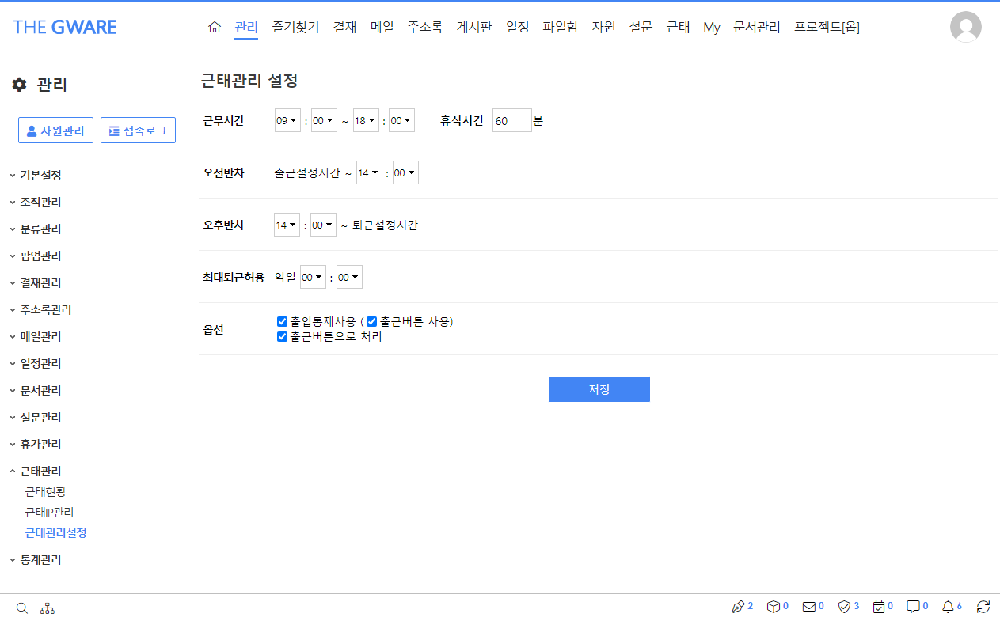 THE GWARE
관리 즐겨찾기 결재 메일 주소록 게시판 일정 파일함 자원 설문 근태 My 문서관리 프로젝트[옵]
관리
사원관리 접속로그
기본설정
조직관리
분류관리
팝업관리
결재관리
주소록관리
메일관리
일정관리
문서관리
설문관리
휴가관리
근태관리
근태현황
근태IP관리
근태관리설정
통계관리
근태관리 설정
근무시간 09 : 00 ~ 18 : 00 휴식시간 60 분
오전반차 출근설정시간 ~ 14 : 00
오후반차 14 : 00 ~ 퇴근설정시간
최대퇴근허용 익일 00 : 00
옵션 출입통제사용 ( 출근버튼 사용)
출근버튼으로 처리
저장
2 0 0 3 0 0 6